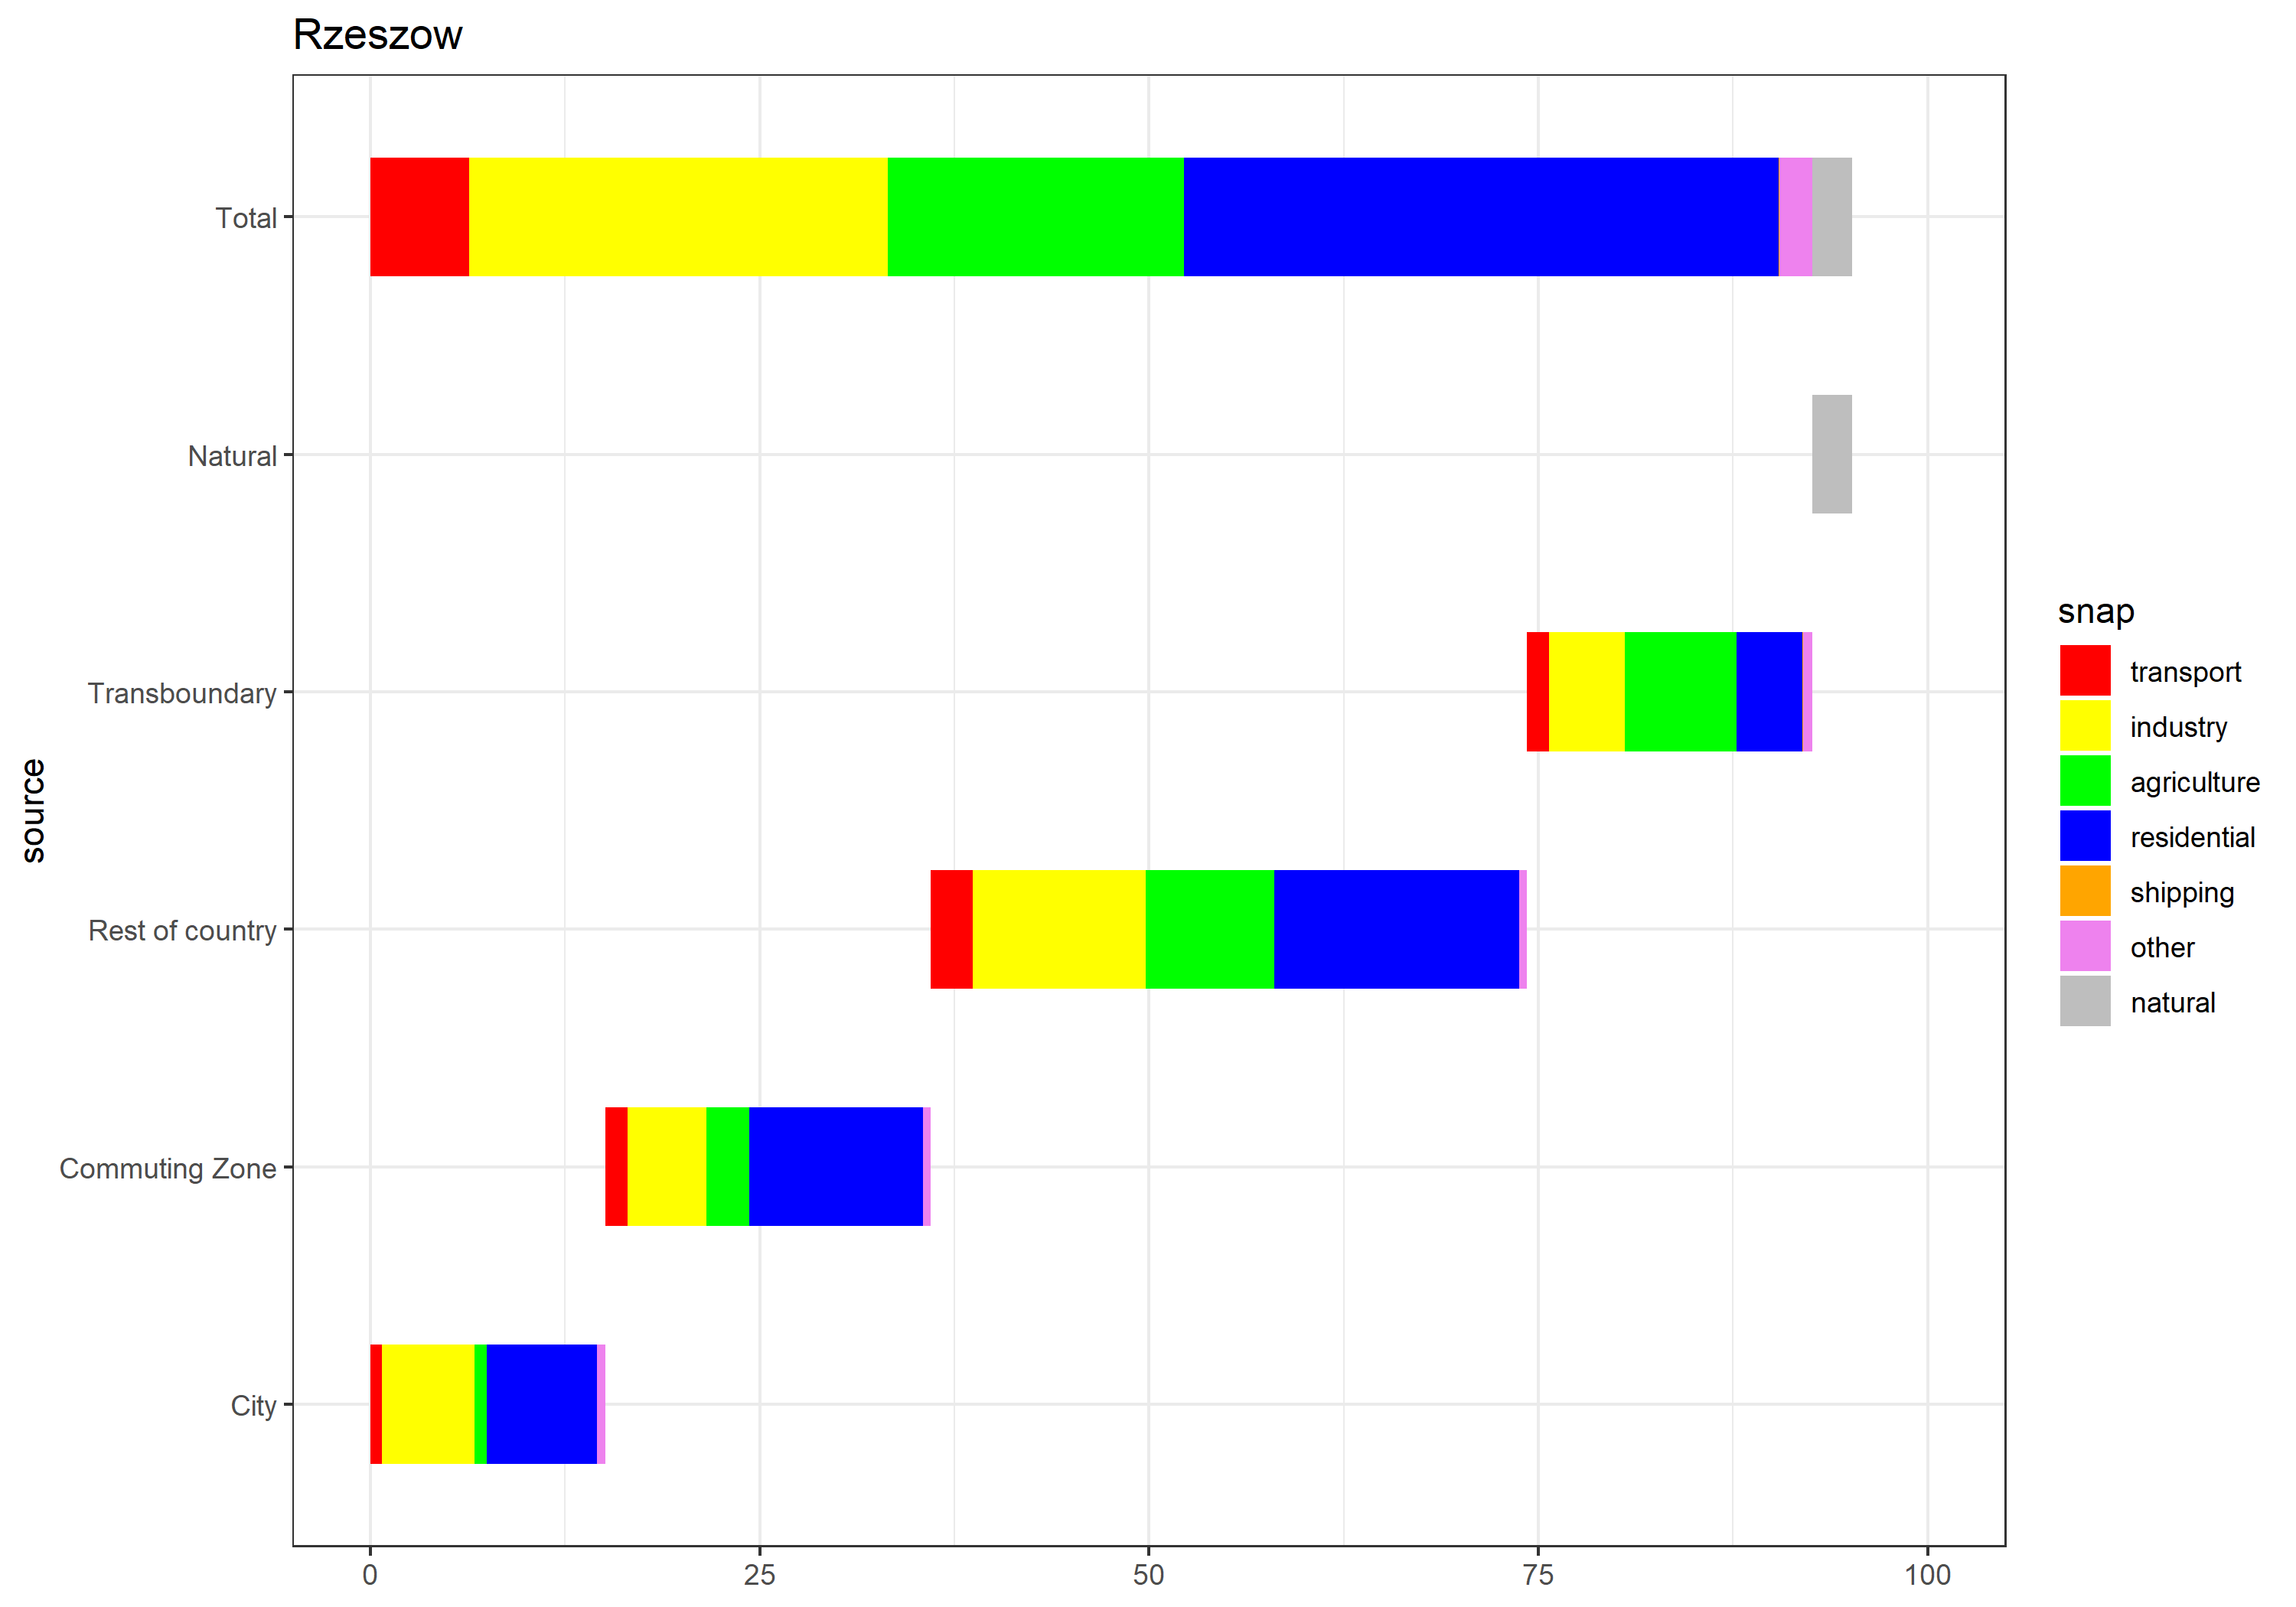 Rzeszow
Total
Natural
Transboundary
Rest of country
Commuting Zone
City
source
0 25 50 75 100
snap
transport
industry
agriculture
residential
shipping
other
natural